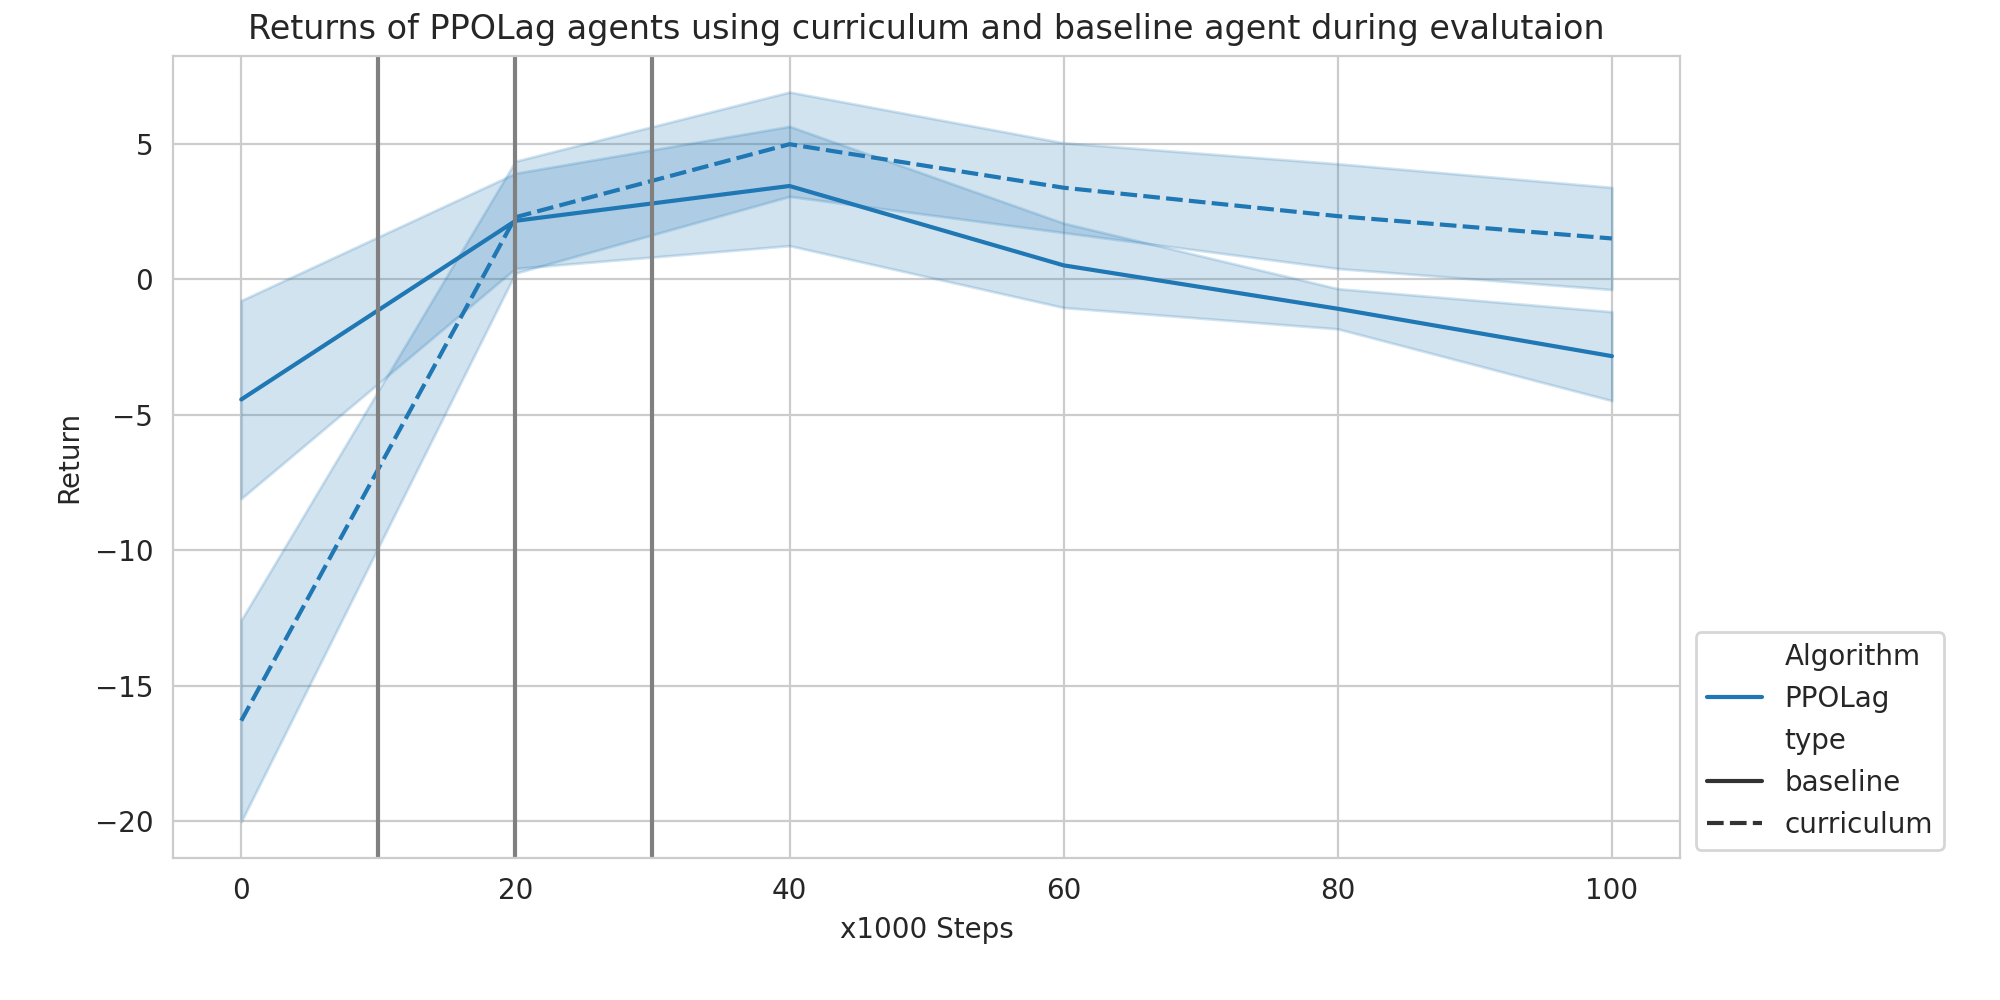 Returns of PPOLag agents using curriculum and baseline agent during evalutaion
5
0
−5
−10
−15
−20
Return
0 20 40 60 80 100
x1000 Steps
Algorithm
PPOLag
type
baseline
curriculum